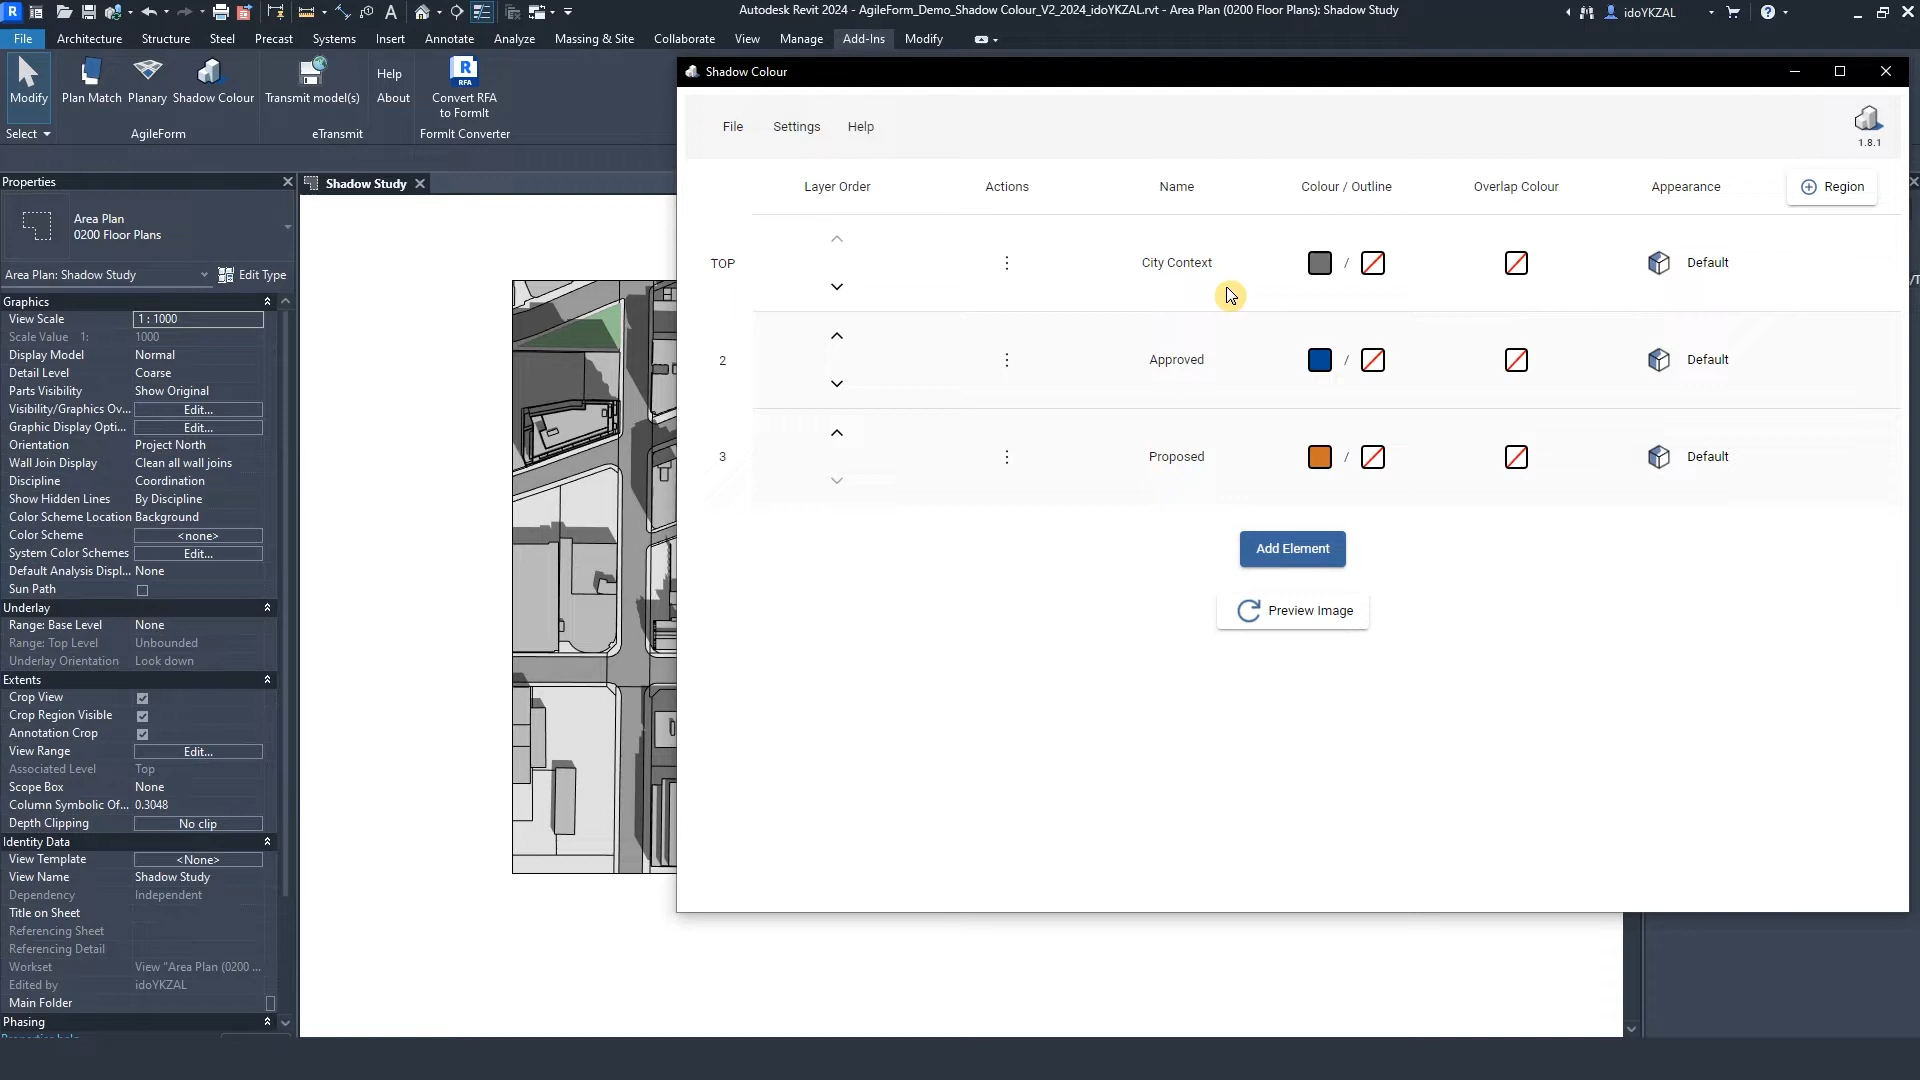 Autodesk Revit 2024 - AgileForm_Demo_Shadow Colour_V2_2024_idoYKZAL.rvt - Area Plan (0200 Floor Plans): Shadow Study
idoYKZAL
File Architecture Structure Steel Precast Systems Insert Annotate Analyze Massing & Site Collaborate View Manage Add-Ins Modify
Modify Plan Match Planary Shadow Colour Transmit model(s) Help About Convert RFA to FormIt
RFA
Select AgileForm eTransmit FormIt Converter
Properties
Area Plan
0200 Floor Plans
Area Plan: Shadow Study Edit Type
Graphics
View Scale 1 : 1000
Scale Value 1: 1000
Display Model Normal
Detail Level Coarse
Parts Visibility Show Original
Visibility/Graphics Ov... Edit...
Graphic Display Opti... Edit...
Orientation Project North
Wall Join Display Clean all wall joins
Discipline Coordination
Show Hidden Lines By Discipline
Color Scheme Location Background
Color Scheme <none>
System Color Schemes Edit...
Default Analysis Displ... None
Sun Path
Underlay
Range: Base Level None
Range: Top Level Unbounded
Underlay Orientation Look down
Extents
Crop View
Crop Region Visible
Annotation Crop
View Range Edit...
Associated Level Top
Scope Box None
Column Symbolic Of... 0.3048
Depth Clipping No clip
Identity Data
View Template <None>
View Name Shadow Study
Dependency Independent
Title on Sheet
Referencing Sheet
Referencing Detail
Workset View "Area Plan (0200 ...
Edited by idoYKZAL
Main Folder
Phasing
Shadow Study
Shadow Colour
File Settings Help
1.8.1
Layer Order Actions Name Colour / Outline Overlap Colour Appearance Region
TOP City Context / Default
2 Approved / Default
3 Proposed / Default
Add Element
Preview Image